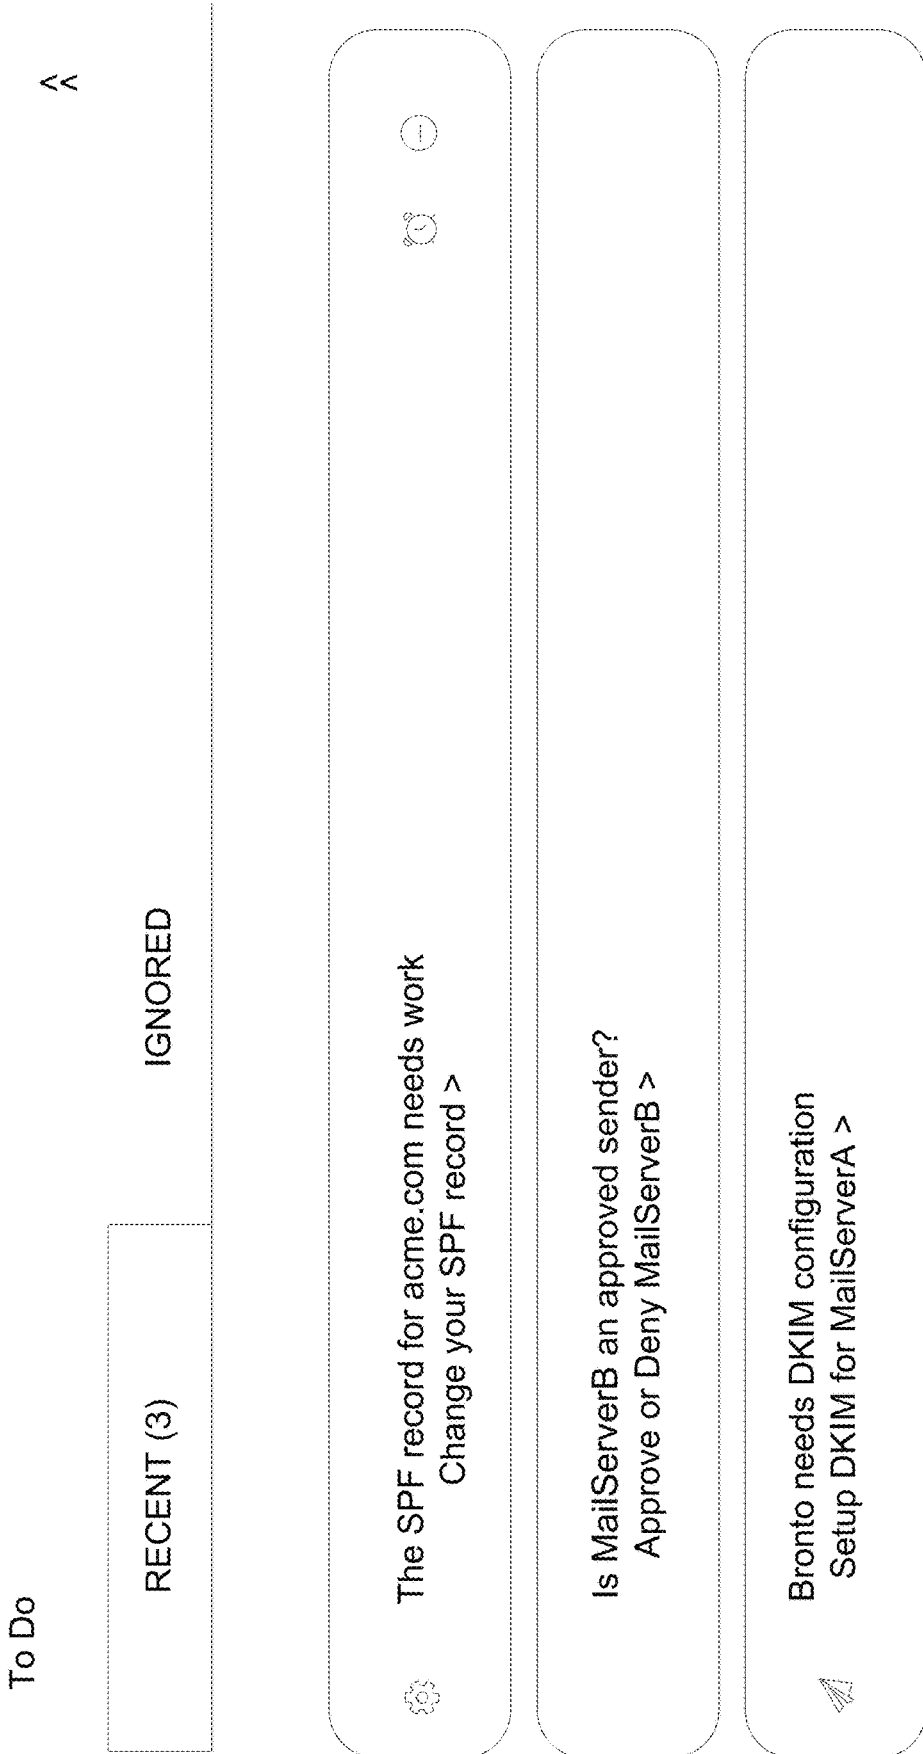 To Do
<<
RECENT (3)
IGNORED
The SPF record for acme.com needs work
Change your SPF record >
Is MailServerB an approved sender?
Approve or Deny MailServerB >
Bronto needs DKIM configuration
Setup DKIM for MailServerA >